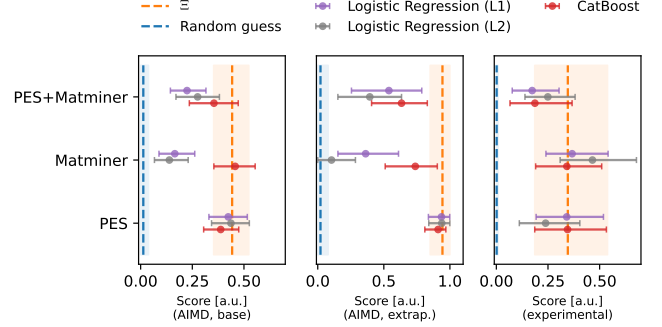 Ξ
Random guess
Logistic Regression (L1)
Logistic Regression (L2)
CatBoost
PES+Matminer
Matminer
PES
0.00 0.25 0.50
Score [a.u.]
(AIMD, base)
0.0 0.5 1.0
Score [a.u.]
(AIMD, extrap.)
0.00 0.25 0.50
Score [a.u.]
(experimental)